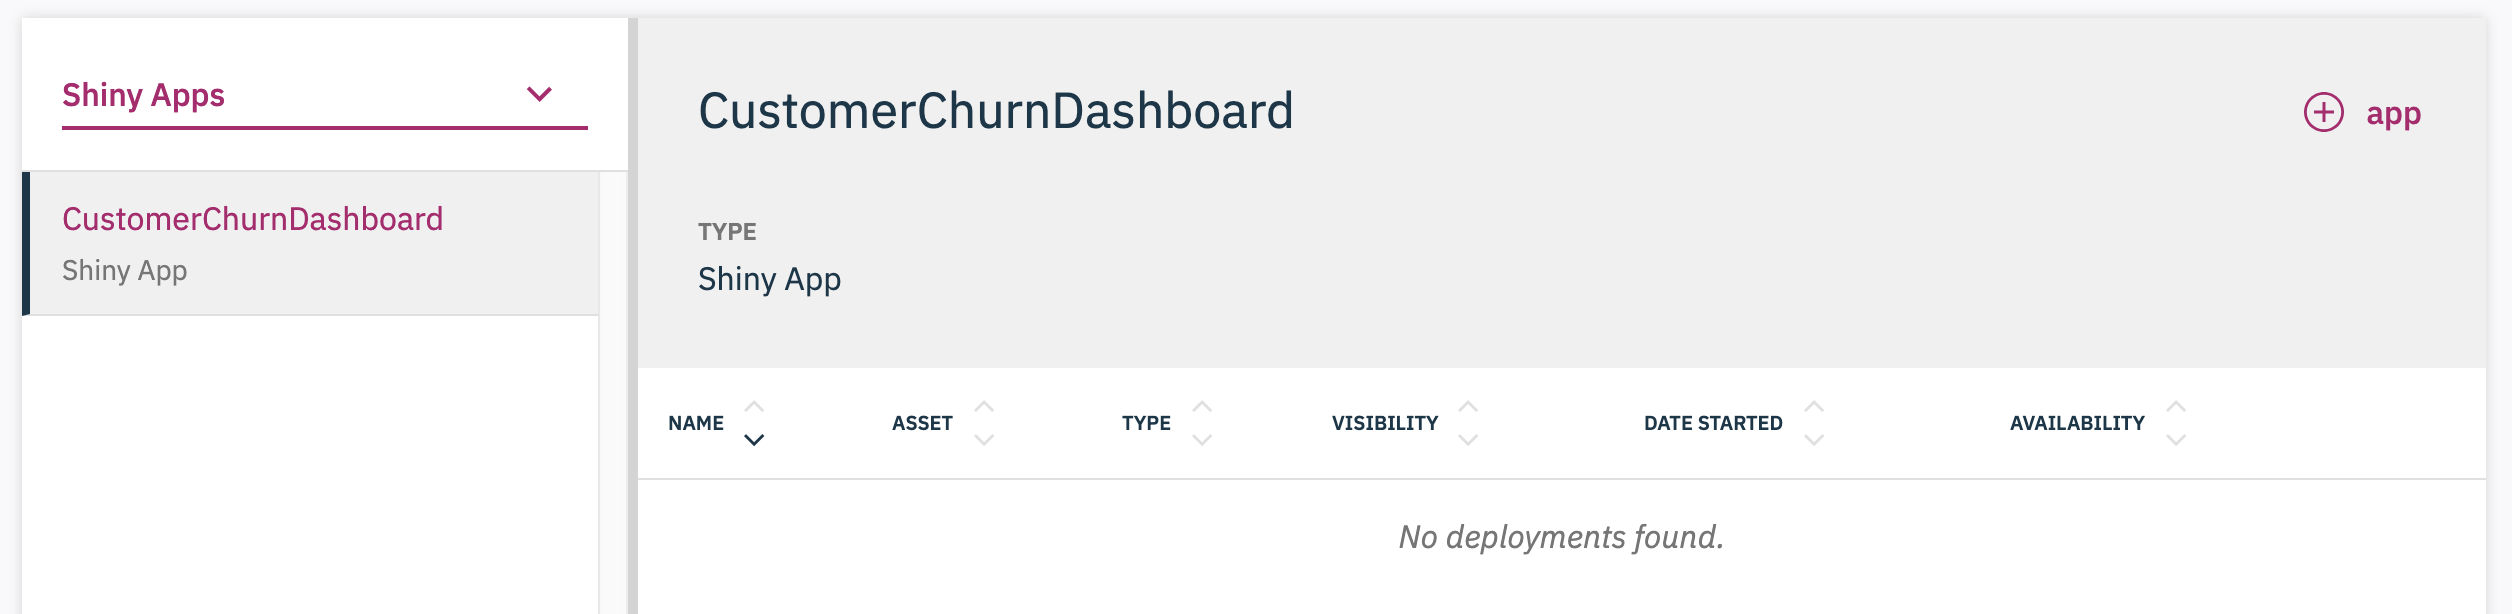 Shiny Apps
CustomerChurnDashboard
Shiny App
CustomerChurnDashboard
app
TYPE
Shiny App
NAME ASSET TYPE VISIBILITY DATE STARTED AVAILABILITY
No deployments found.